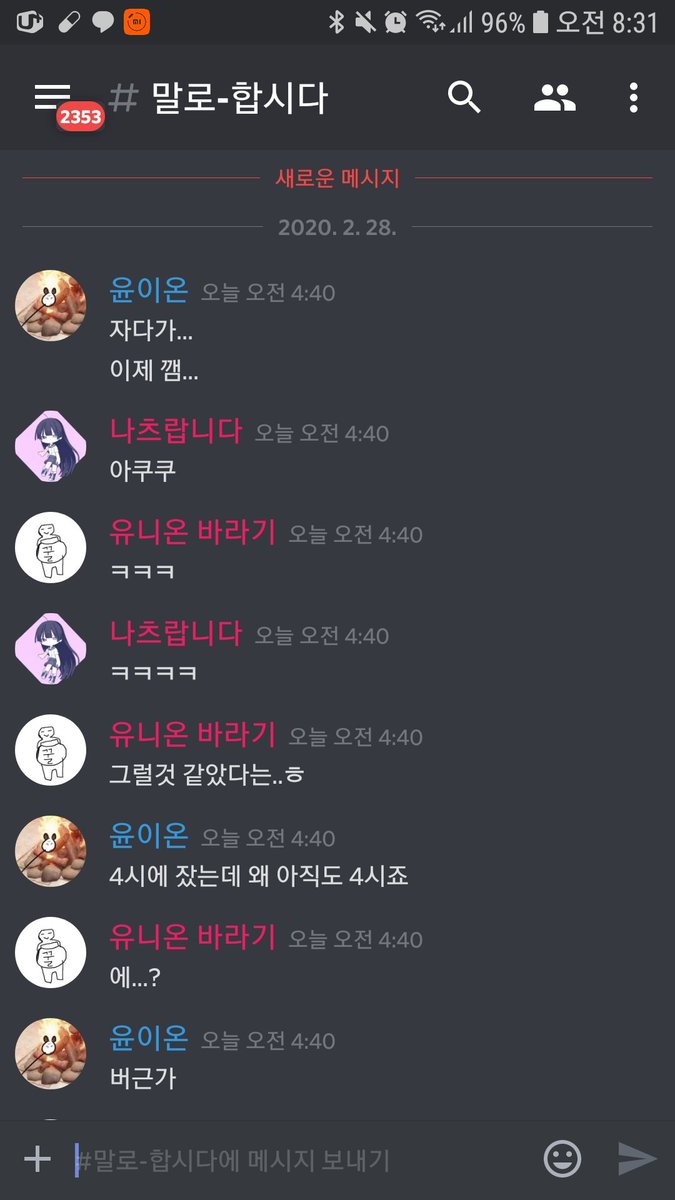 96% 오전 8:31
2353
# 말로-합시다
새로운 메시지
2020. 2. 28.
윤이온 오늘 오전 4:40
자다가...
이제 깸...
나츠랍니다 오늘 오전 4:40
아쿠쿠
유니온 바라기 오늘 오전 4:40
ㅋㅋㅋ
나츠랍니다 오늘 오전 4:40
ㅋㅋㅋㅋ
유니온 바라기 오늘 오전 4:40
그럴것 같았다는..ㅎ
윤이온 오늘 오전 4:40
4시에 잤는데 왜 아직도 4시죠
유니온 바라기 오늘 오전 4:40
에...?
윤이온 오늘 오전 4:40
버근가
#말로-합시다에 메시지 보내기